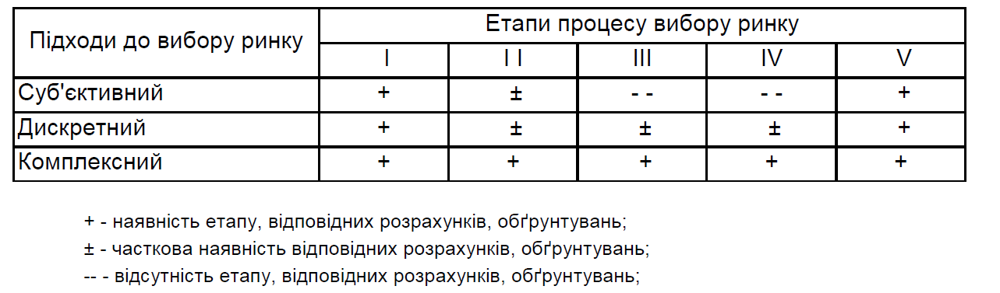 Підходи до вибору ринку
Етапи процесу вибору ринку
I I I III IV V
Суб'єктивний + ± - - - - +
Дискретний + ± ± ± +
Комплексний + + + + +
+ - наявність етапу, відповідних розрахунків, обґрунтувань;
± - часткова наявність відповідних розрахунків, обґрунтувань;
-- - відсутність етапу, відповідних розрахунків, обґрунтувань;